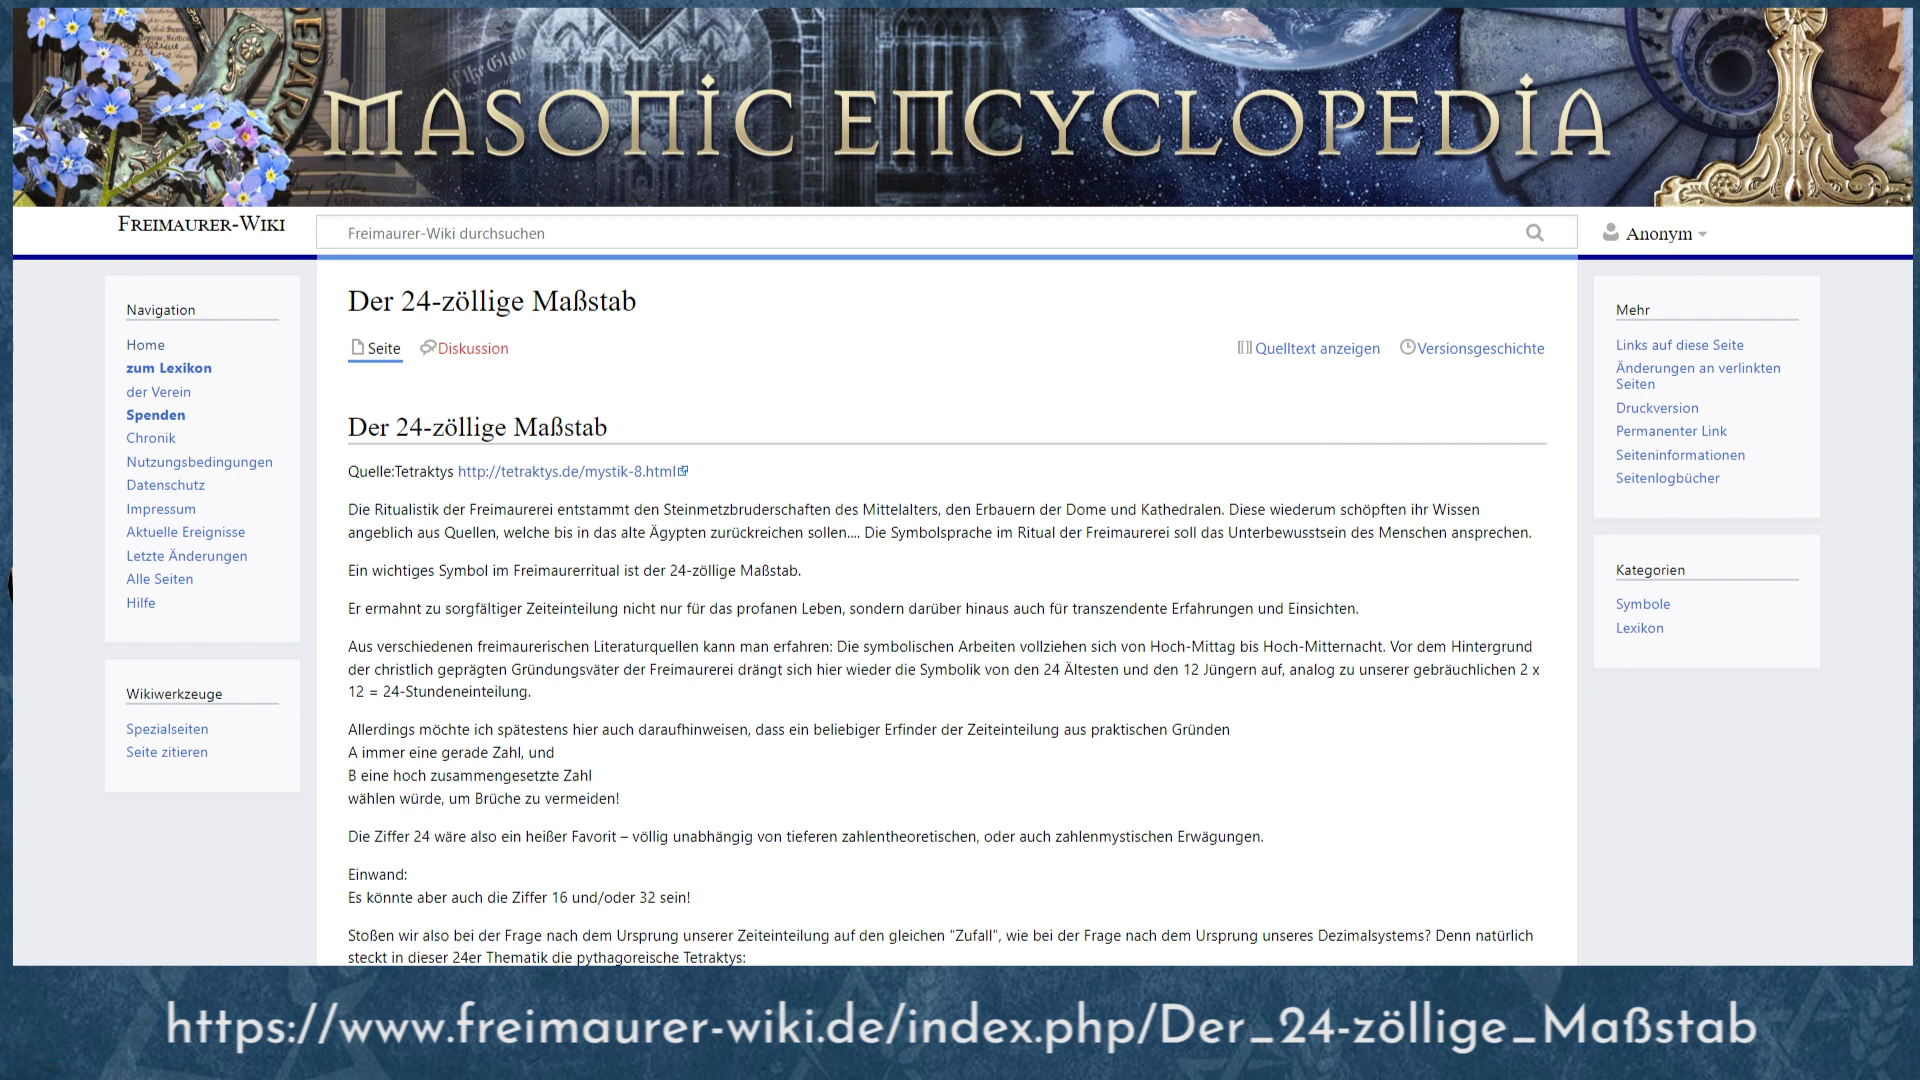 MASONIC ENCYCLOPEDIA
FREIMAURER-WIKI
Freimaurer-Wiki durchsuchen
Anonym
Navigation
Home
zum Lexikon
der Verein
Spenden
Chronik
Nutzungsbedingungen
Datenschutz
Impressum
Aktuelle Ereignisse
Letzte Änderungen
Alle Seiten
Hilfe
Wikiwerkzeuge
Spezialseiten
Seite zitieren
Der 24-zöllige Maßstab
Seite Diskussion Quelltext anzeigen Versionsgeschichte
Der 24-zöllige Maßstab
Quelle:Tetraktys http://tetraktys.de/mystik-8.html
Die Ritualistik der Freimaurerei entstammt den Steinmetzbruderschaften des Mittelalters, den Erbauern der Dome und Kathedralen. Diese wiederum schöpften ihr Wissen
angeblich aus Quellen, welche bis in das alte Ägypten zurückreichen sollen.... Die Symbolsprache im Ritual der Freimaurerei soll das Unterbewusstsein des Menschen ansprechen.
Ein wichtiges Symbol im Freimaurerritual ist der 24-zöllige Maßstab.
Er ermahnt zu sorgfältiger Zeiteinteilung nicht nur für das profanen Leben, sondern darüber hinaus auch für transzendente Erfahrungen und Einsichten.
Aus verschiedenen freimaurerischen Literaturquellen kann man erfahren: Die symbolischen Arbeiten vollziehen sich von Hoch-Mittag bis Hoch-Mitternacht. Vor dem Hintergrund
der christlich geprägten Gründungsväter der Freimaurerei drängt sich hier wieder die Symbolik von den 24 Ältesten und den 12 Jüngern auf, analog zu unserer gebräuchlichen 2 x
12 = 24-Stundeneinteilung.
Allerdings möchte ich spätestens hier auch daraufhinweisen, dass ein beliebiger Erfinder der Zeiteinteilung aus praktischen Gründen
A immer eine gerade Zahl, und
B eine hoch zusammengesetzte Zahl
wählen würde, um Brüche zu vermeiden!
Die Ziffer 24 wäre also ein heißer Favorit – völlig unabhängig von tieferen zahlentheoretischen, oder auch zahlenmystischen Erwägungen.
Einwand:
Es könnte aber auch die Ziffer 16 und/oder 32 sein!
Stoßen wir also bei der Frage nach dem Ursprung unserer Zeiteinteilung auf den gleichen "Zufall", wie bei der Frage nach dem Ursprung unseres Dezimalsystems? Denn natürlich
steckt in dieser 24er Thematik die pythagoreische Tetraktys:
Mehr
Links auf diese Seite
Änderungen an verlinkten
Seiten
Druckversion
Permanenter Link
Seiteninformationen
Seitenlogbücher
Kategorien
Symbole
Lexikon
https://www.freimaurer-wiki.de/index.php/Der_24-zöllige_Maßstab